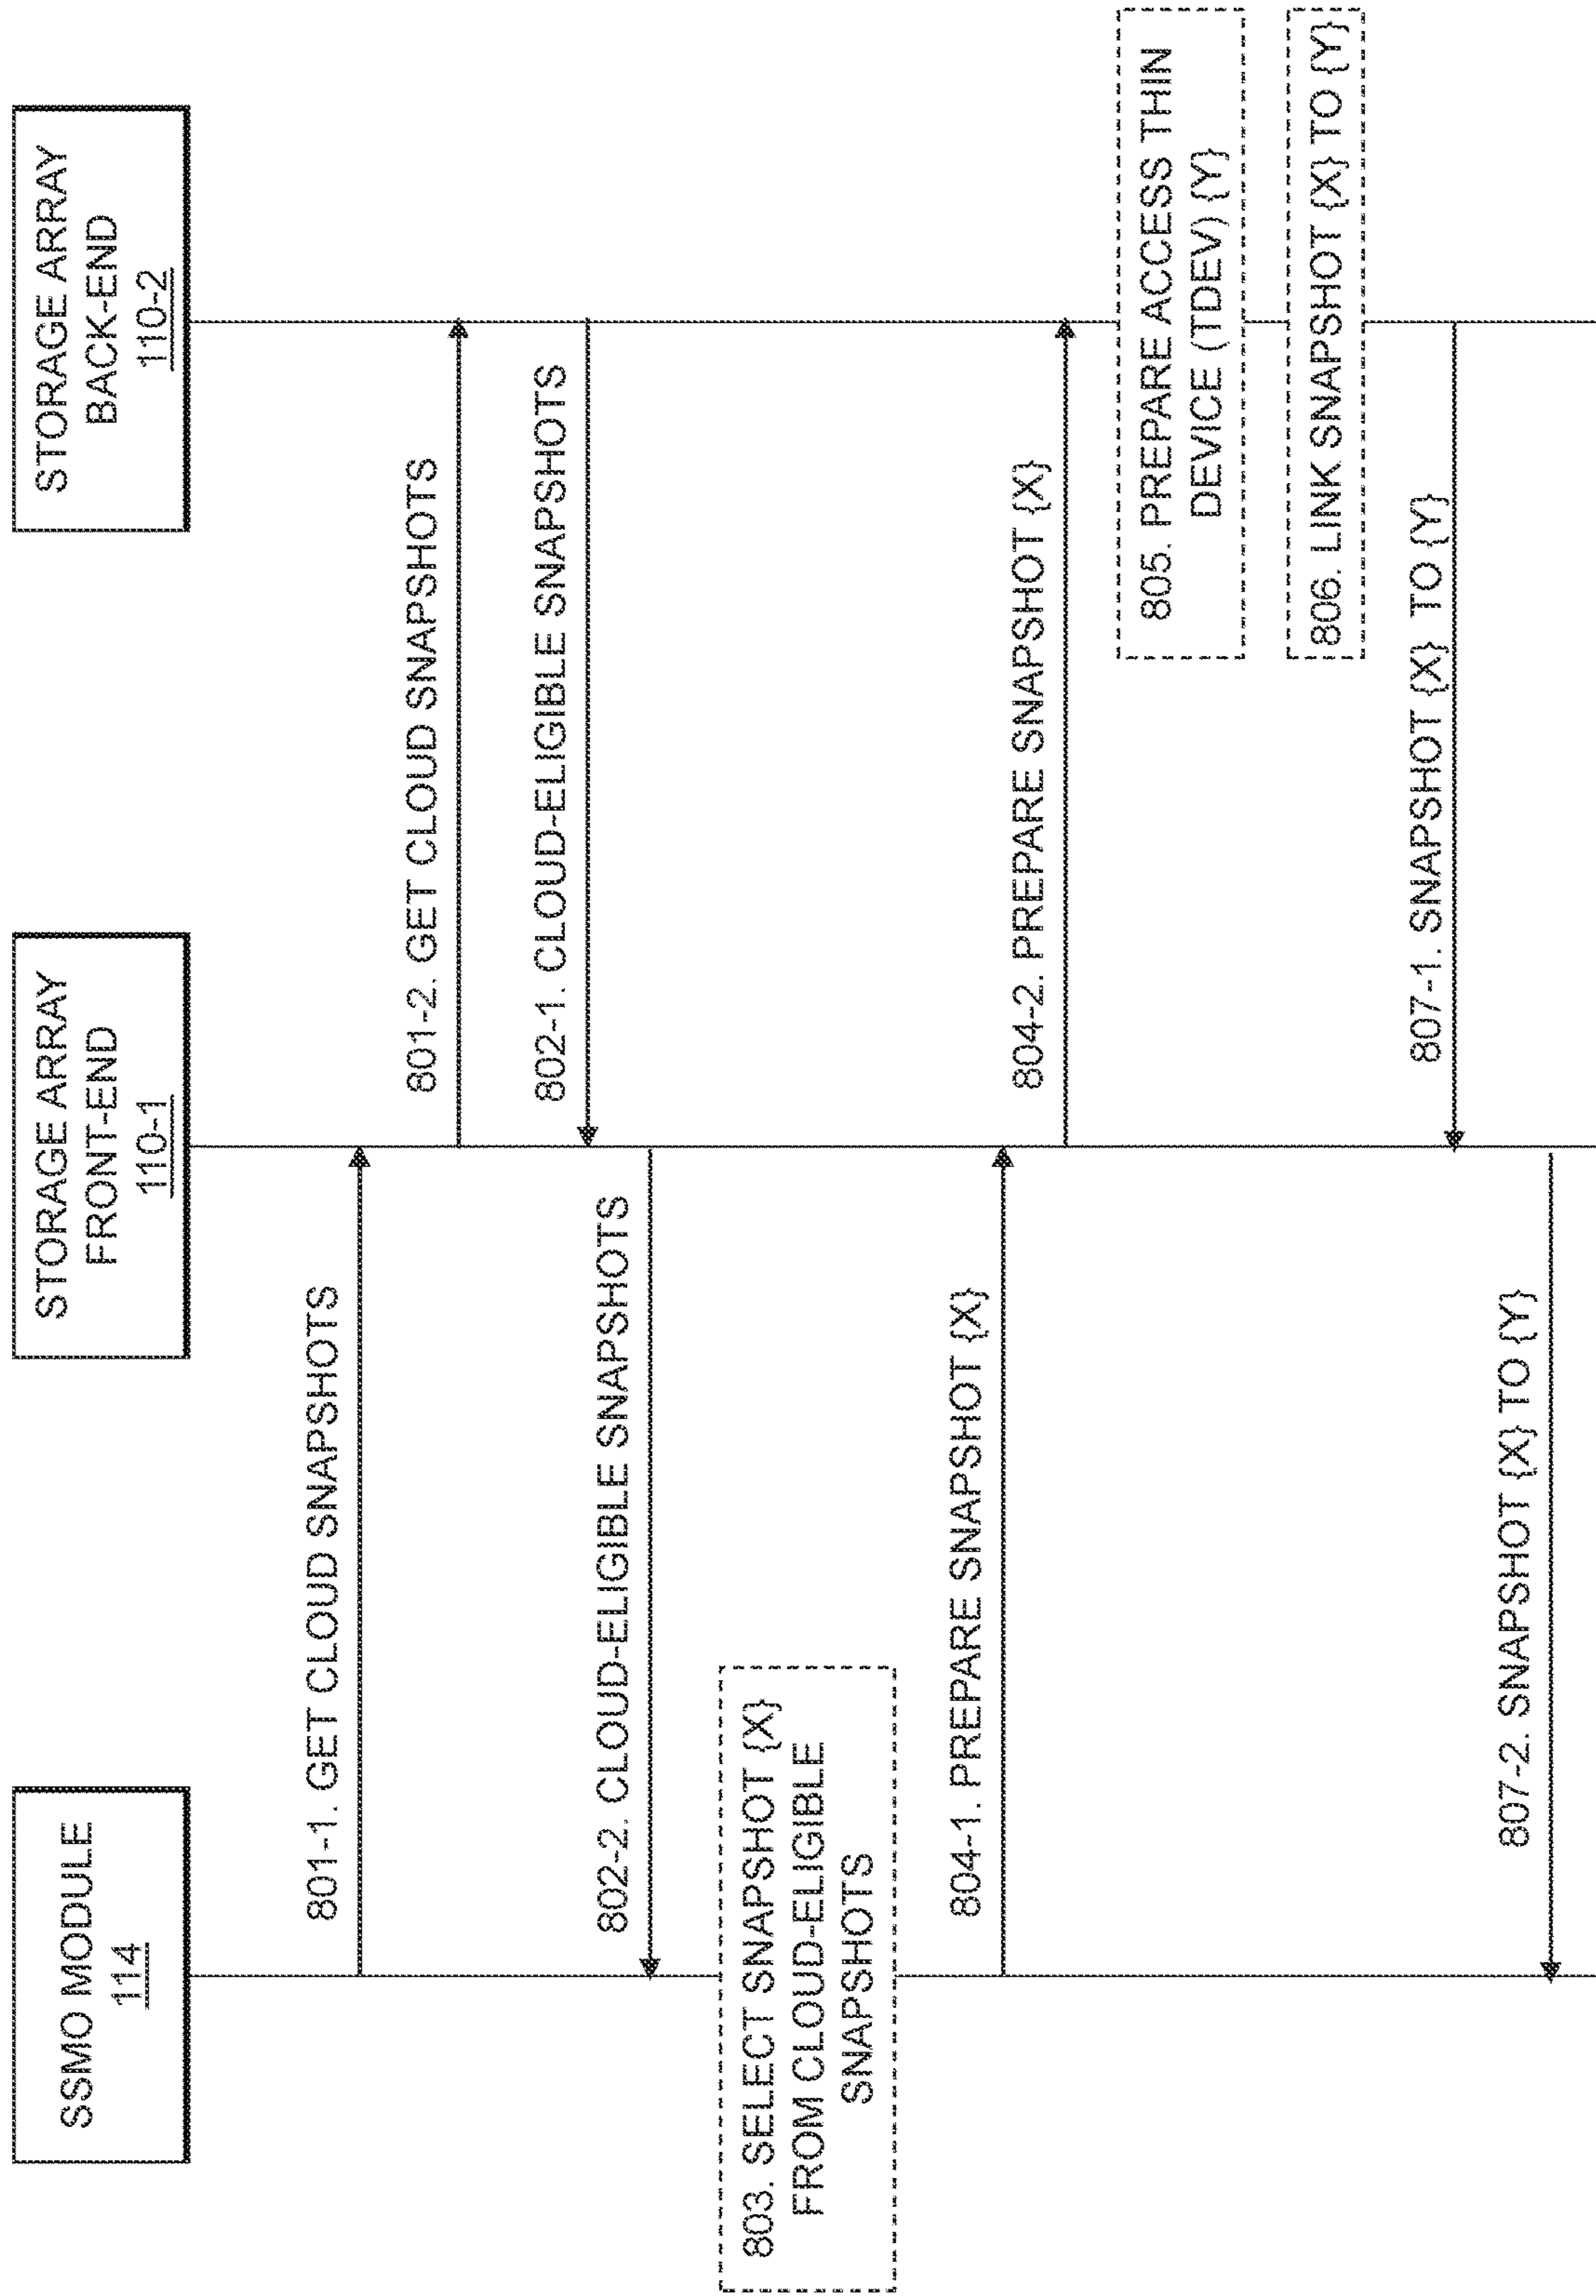 SSMO MODULE
114
STORAGE ARRAY
FRONT-END
110-1
STORAGE ARRAY
BACK-END
110-2
801-1. GET CLOUD SNAPSHOTS
801-2. GET CLOUD SNAPSHOTS
802-1. CLOUD-ELIGIBLE SNAPSHOTS
802-2. CLOUD-ELIGIBLE SNAPSHOTS
803. SELECT SNAPSHOT {X}
FROM CLOUD-ELIGIBLE
SNAPSHOTS
804-1. PREPARE SNAPSHOT {X}
804-2. PREPARE SNAPSHOT {X}
805. PREPARE ACCESS THIN
DEVICE (TDEV) {Y}
806. LINK SNAPSHOT {X} TO {Y}
807-1. SNAPSHOT {X} TO {Y}
807-2. SNAPSHOT {X} TO {Y}